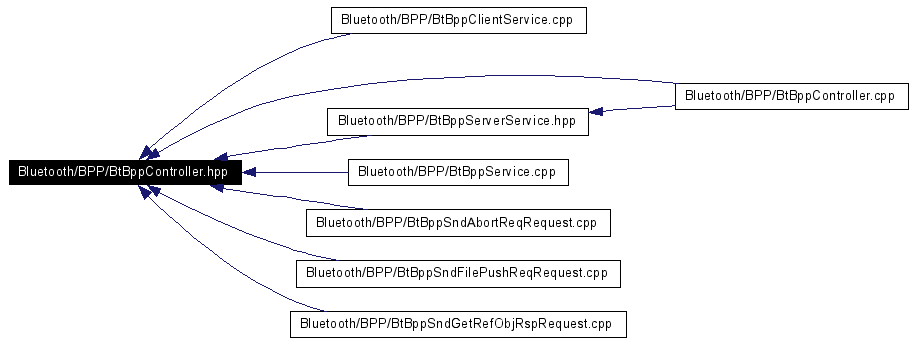 Bluetooth/BPP/BtBppClientService.cpp
Bluetooth/BPP/BtBppController.cpp
Bluetooth/BPP/BtBppServerService.hpp
Bluetooth/BPP/BtBppController.hpp
Bluetooth/BPP/BtBppService.cpp
Bluetooth/BPP/BtBppSndAbortReqRequest.cpp
Bluetooth/BPP/BtBppSndFilePushReqRequest.cpp
Bluetooth/BPP/BtBppSndGetRefObjRspRequest.cpp